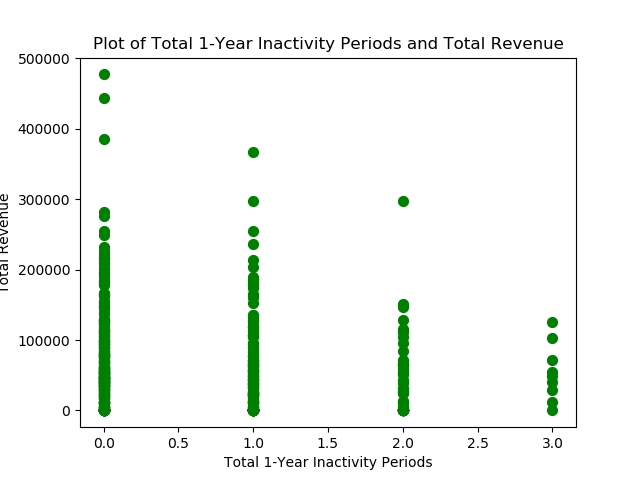 Plot of Total 1-Year Inactivity Periods and Total Revenue
500000
400000
300000
200000
100000
0
Total Revenue
0.0 0.5 1.0 1.5 2.0 2.5 3.0
Total 1-Year Inactivity Periods